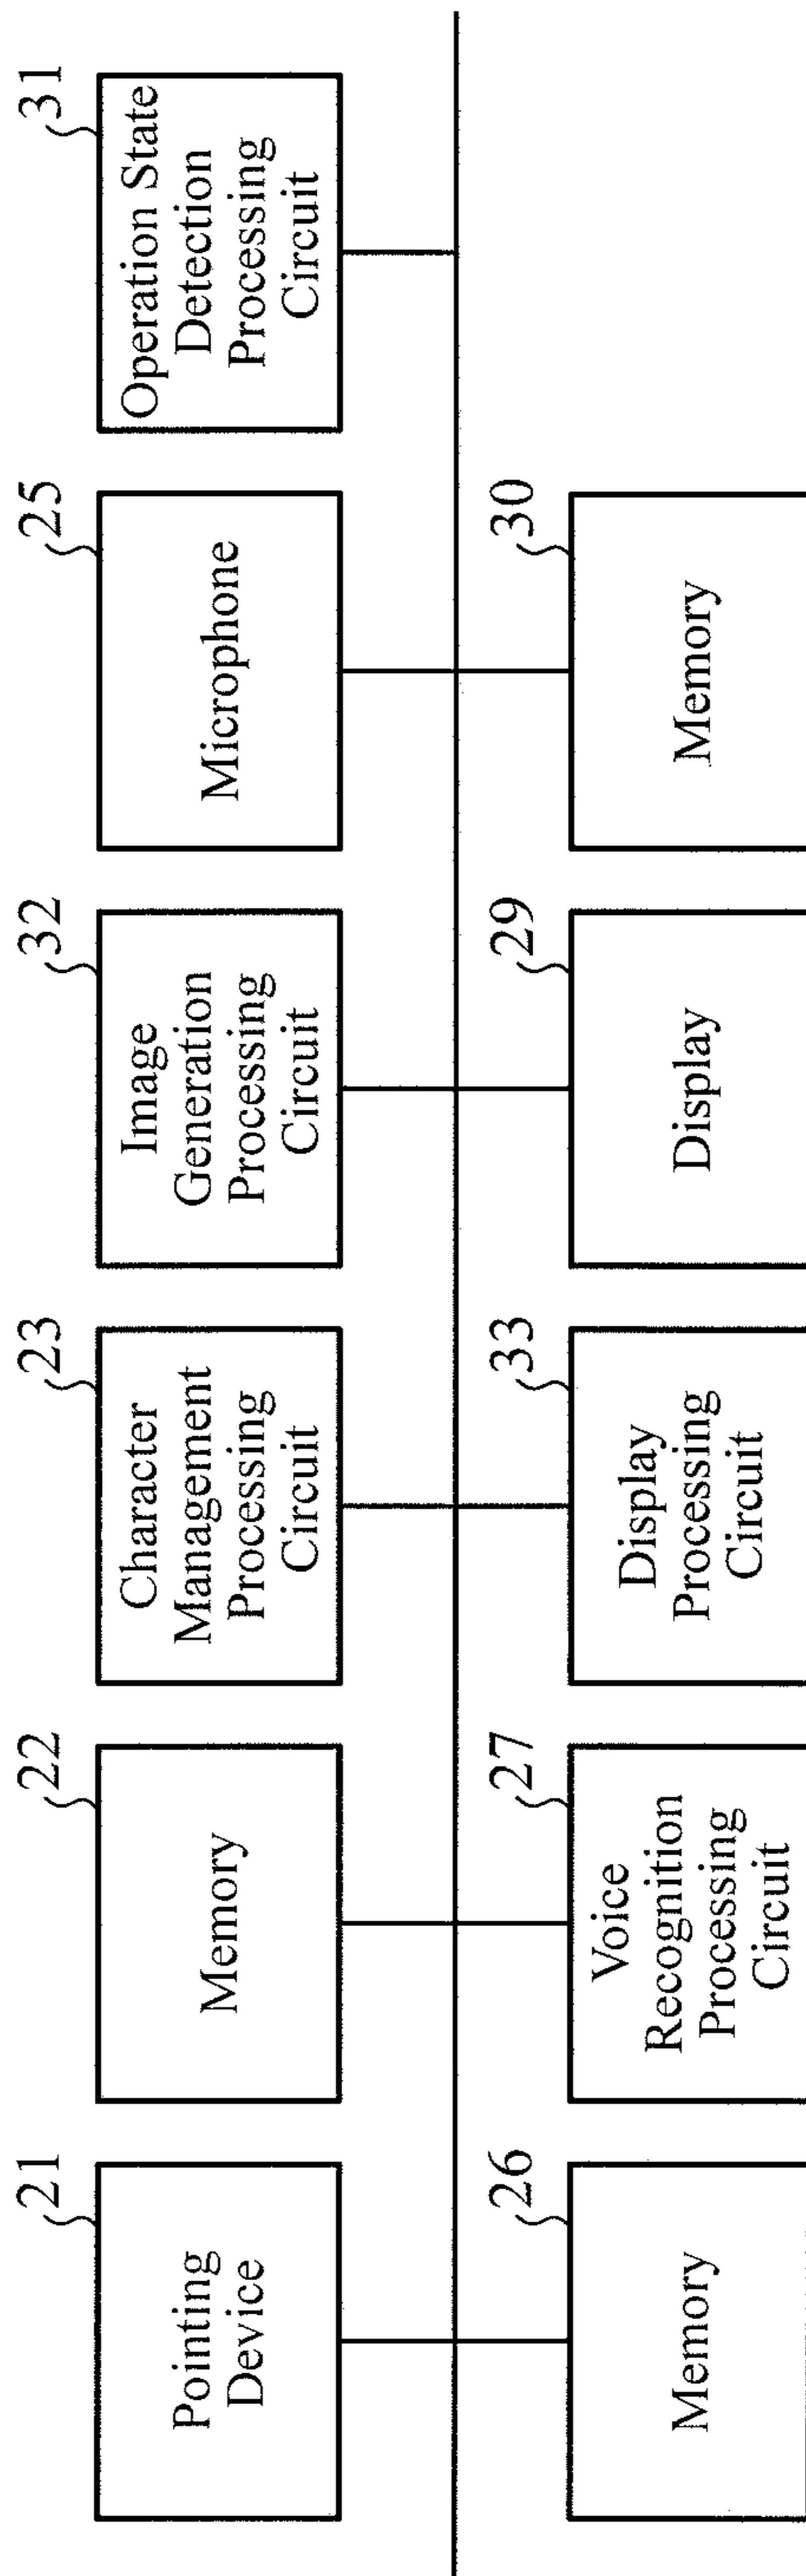 21
Pointing
Device
22
Memory
23
Character
Management
Processing
Circuit
32
Image
Generation
Processing
Circuit
25
Microphone
31
Operation State
Detection
Processing
Circuit
26
Memory
27
Voice
Recognition
Processing
Circuit
33
Display
Processing
Circuit
29
Display
30
Memory